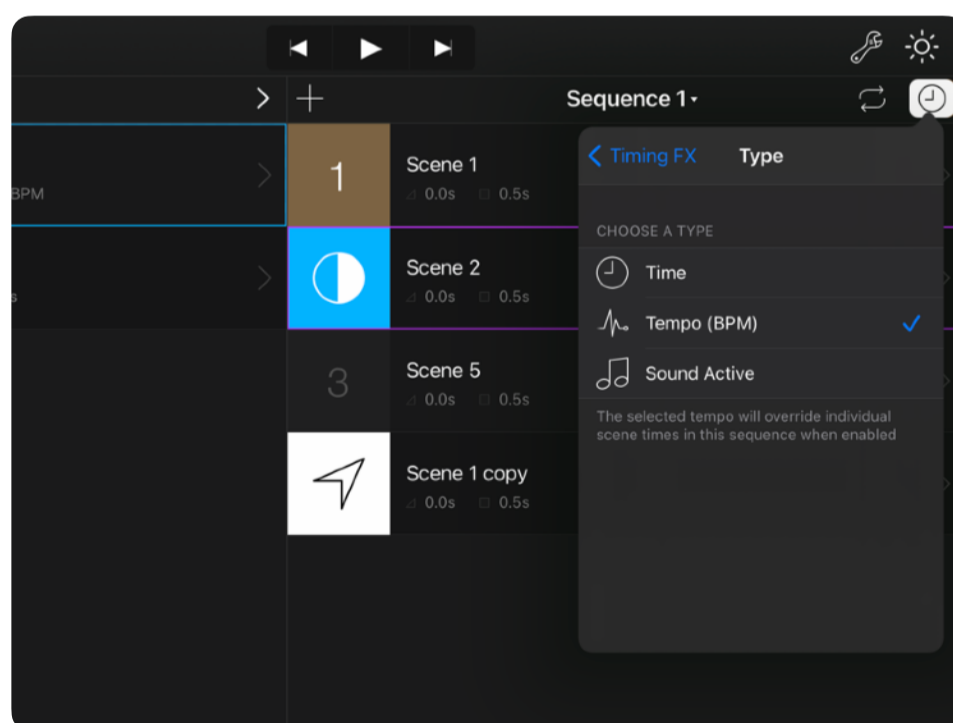 Sequence 1
BPM
s
1
Scene 1
0.0s 0.5s
Scene 2
0.0s 0.5s
3
Scene 5
0.0s 0.5s
Scene 1 copy
0.0s 0.5s
Timing FX Type
CHOOSE A TYPE
Time
Tempo (BPM)
Sound Active
The selected tempo will override individual
scene times in this sequence when enabled